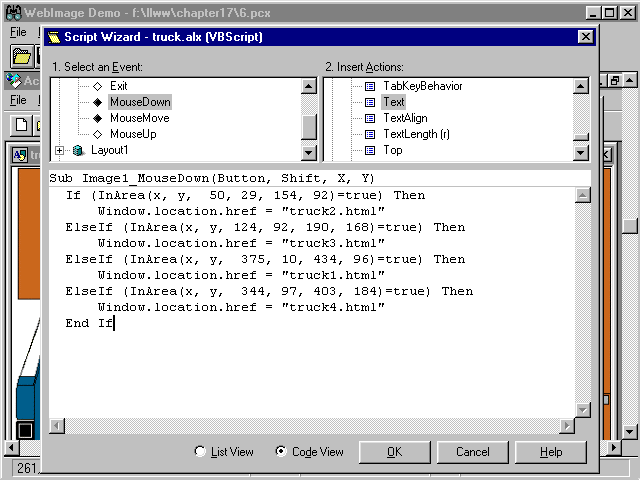 WebImage Demo - f:\llww\chapter17\6.pcx
File
Script Wizard - truck.alx (VBScript)
1. Select an Event:
2. Insert Actions:
Exit
MouseDown
MouseMove
MouseUp
Layout1
TabKeyBehavior
Text
TextAlign
TextLength (r)
Top
File
Sub Image1_MouseDown(Button, Shift, X, Y)
If (InArea(x, y,  50, 29, 154, 92)=true) Then
Window.location.href = "truck2.html"
ElseIf (InArea(x, y, 124, 92, 190, 168)=true) Then
Window.location.href = "truck3.html"
ElseIf (InArea(x, y,  375, 10, 434, 96)=true) Then
Window.location.href = "truck1.html"
ElseIf (InArea(x, y,  344, 97, 403, 184)=true) Then
Window.location.href = "truck4.html"
End If
List View
Code View
OK
Cancel
Help
261,